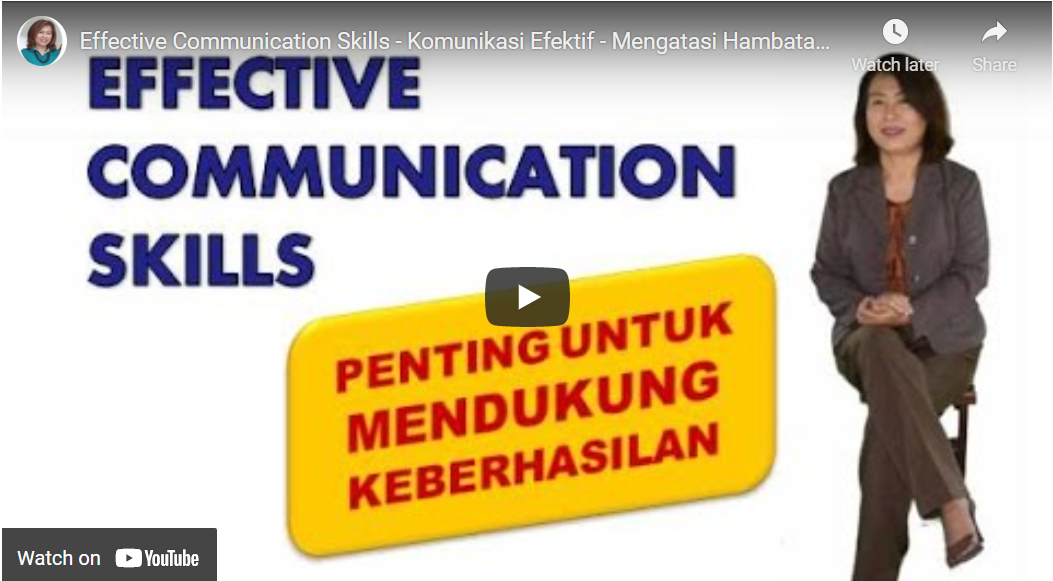 Effective Communication Skills - Komunikasi Efektif - Mengatasi Hambata...
Watch later
Share
EFFECTIVE
COMMUNICATION
SKILLS
PENTING UNTUK
MENDUKUNG
KEBERHASILAN
Watch on YouTube